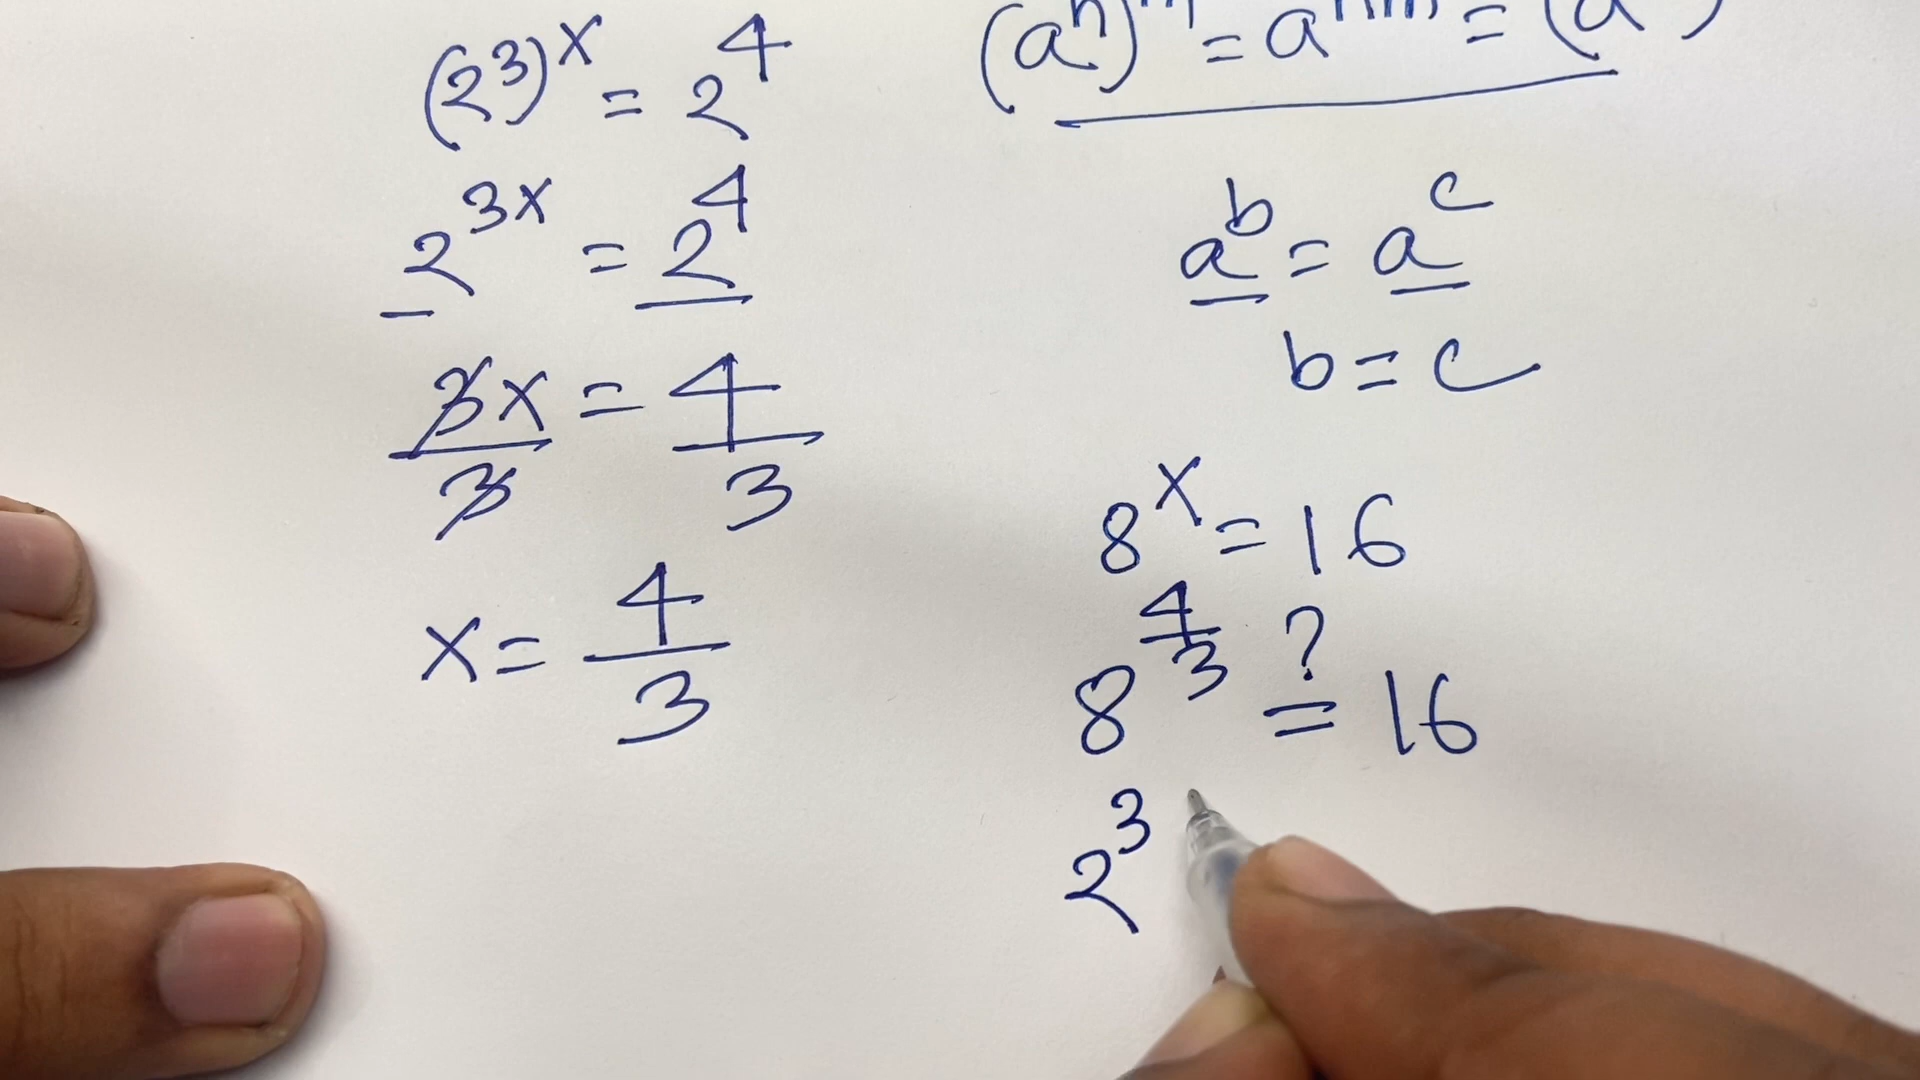 (2³)ˣ = 2⁴
2³ˣ = 2⁴
3x/3 = 4/3
x = 4/3
(aⁿ)ᵐ = aⁿᵐ = (a
aᵇ = aᶜ
b = c
8ˣ = 16
8^(4/3) ≟ 16
2³